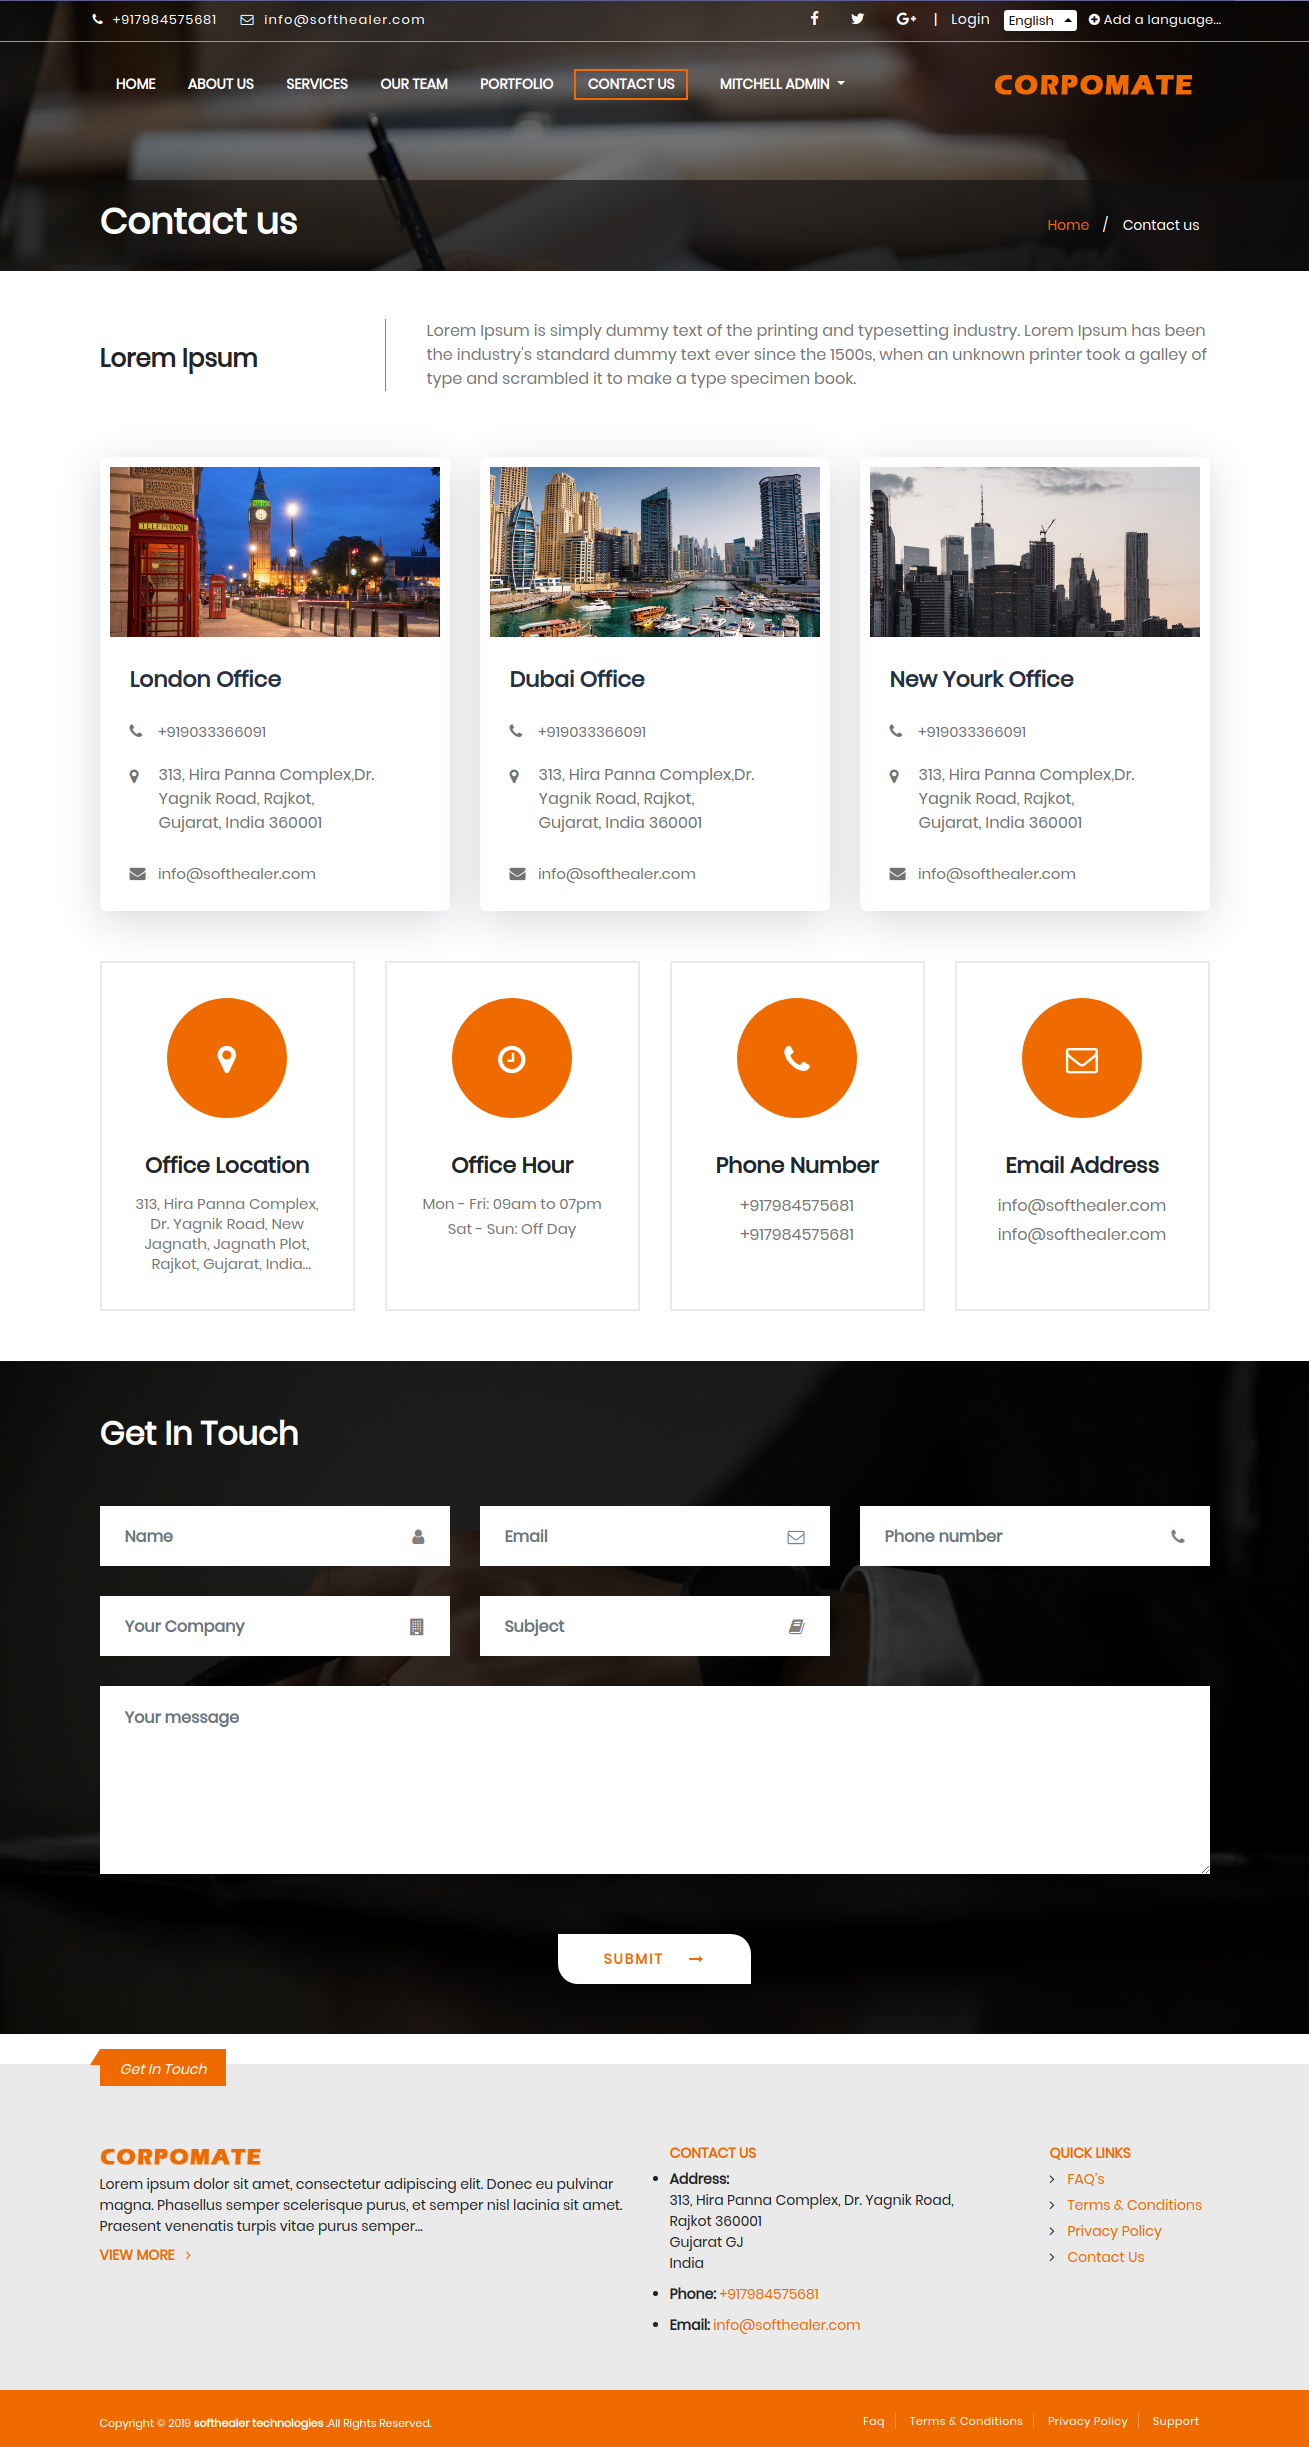 +917984575681 info@softhealer.com | Login English Add a language...
HOME ABOUT US SERVICES OUR TEAM PORTFOLIO CONTACT US MITCHELL ADMIN CORPOMATE
Contact us
Home / Contact us
Lorem Ipsum
Lorem Ipsum is simply dummy text of the printing and typesetting industry. Lorem Ipsum has been
the industry's standard dummy text ever since the 1500s, when an unknown printer took a galley of
type and scrambled it to make a type specimen book.
TELEPHONE
London Office
+919033366091
313, Hira Panna Complex,Dr.
Yagnik Road, Rajkot,
Gujarat, India 360001
info@softhealer.com
Dubai Office
+919033366091
313, Hira Panna Complex,Dr.
Yagnik Road, Rajkot,
Gujarat, India 360001
info@softhealer.com
New Yourk Office
+919033366091
313, Hira Panna Complex,Dr.
Yagnik Road, Rajkot,
Gujarat, India 360001
info@softhealer.com
Office Location
313, Hira Panna Complex,
Dr. Yagnik Road, New
Jagnath, Jagnath Plot,
Rajkot, Gujarat, India...
Office Hour
Mon - Fri: 09am to 07pm
Sat - Sun: Off Day
Phone Number
+917984575681
+917984575681
Email Address
info@softhealer.com
info@softhealer.com
Get In Touch
Name
Email
Phone number
Your Company
Subject
Your message
SUBMIT
Get In Touch
CORPOMATE
Lorem ipsum dolor sit amet, consectetur adipiscing elit. Donec eu pulvinar
magna. Phasellus semper scelerisque purus, et semper nisl lacinia sit amet.
Praesent venenatis turpis vitae purus semper...
VIEW MORE
CONTACT US
Address:
313, Hira Panna Complex, Dr. Yagnik Road,
Rajkot 360001
Gujarat GJ
India
Phone: +917984575681
Email: info@softhealer.com
QUICK LINKS
FAQ's
Terms & Conditions
Privacy Policy
Contact Us
Copyright © 2019 softhealer technologies .All Rights Reserved.
Faq Terms & Conditions Privacy Policy Support